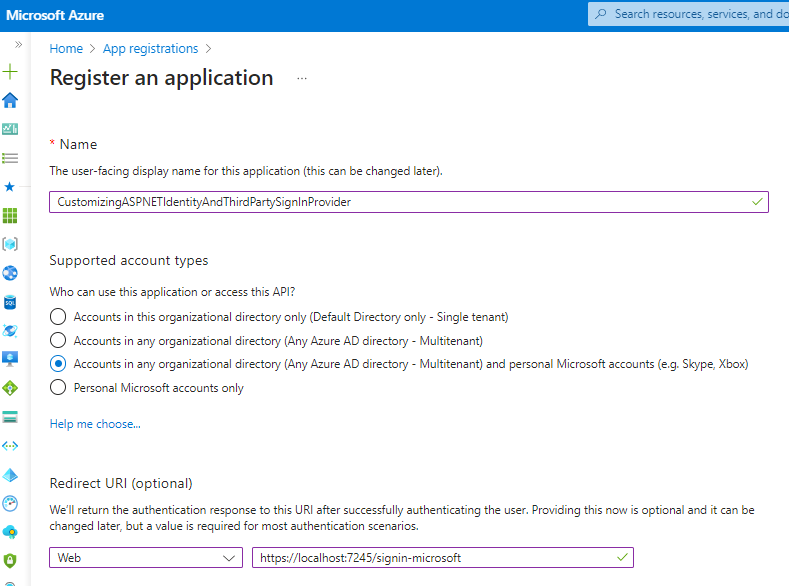 Microsoft Azure
Search resources, services, and do
Home > App registrations >
Register an application ...
* Name
The user-facing display name for this application (this can be changed later).
CustomizingASPNETIdentityAndThirdPartySignInProvider
Supported account types
Who can use this application or access this API?
Accounts in this organizational directory only (Default Directory only - Single tenant)
Accounts in any organizational directory (Any Azure AD directory - Multitenant)
Accounts in any organizational directory (Any Azure AD directory - Multitenant) and personal Microsoft accounts (e.g. Skype, Xbox)
Personal Microsoft accounts only
Help me choose...
Redirect URI (optional)
We'll return the authentication response to this URI after successfully authenticating the user. Providing this now is optional and it can be
changed later, but a value is required for most authentication scenarios.
Web
https://localhost:7245/signin-microsoft